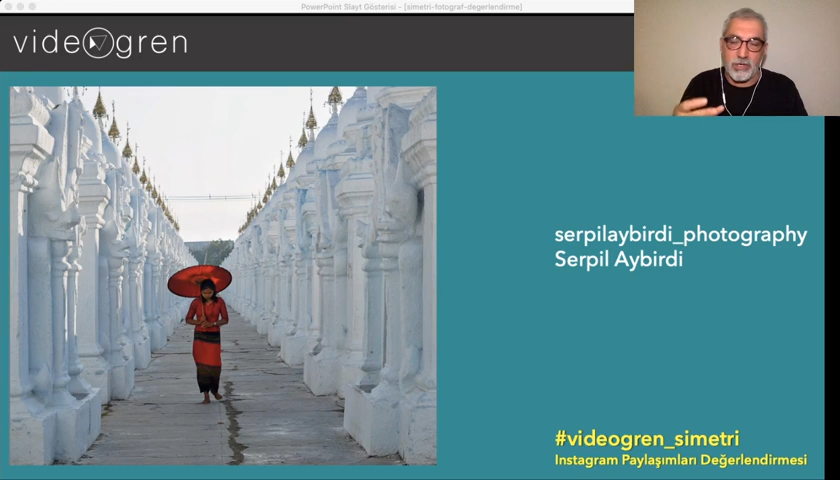 PowerPoint Slayt Gösterisi - [simetri-fotograf-degerlendirme]
videogren
serpilaybirdi_photography
Serpil Aybirdi
#videogren_simetri
Instagram Paylaşımları Değerlendirmesi